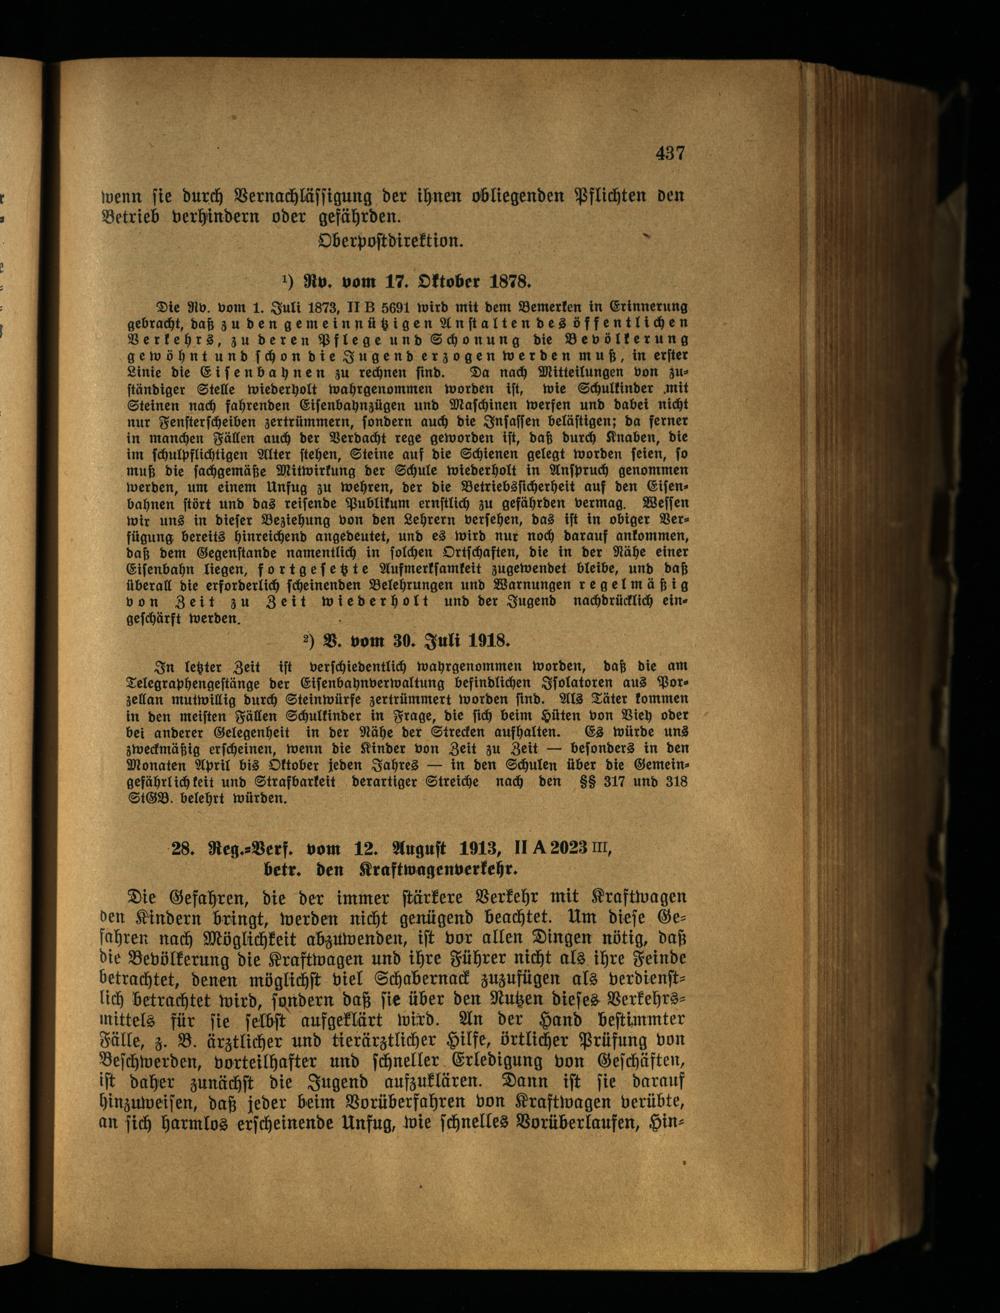 437
wenn sie durch Vernachlässigung der ihnen obliegenden Pflichten den
Betrieb verhindern oder gefährden.
Oberpostdirektion.
¹) Rv. vom 17. Oktober 1878.
Die Rv. vom 1. Juli 1873, II B 5691 wird mit dem Bemerken in Erinnerung
gebracht, daß zu den gemeinnützigen Anstalten des öffentlichen
Verkehrs, zu deren Pflege und Schonung die Bevölkerung
gewöhnt und schon die Jugend erzogen werden muß, in erster
Linie die Eisenbahnen zu rechnen sind. Da nach Mitteilungen von zu-
ständiger Stelle wiederholt wahrgenommen worden ist, wie Schulkinder mit
Steinen nach fahrenden Eisenbahnzügen und Maschinen werfen und dabei nicht
nur Fensterscheiben zertrümmern, sondern auch die Insassen belästigen; da ferner
in manchen Fällen auch der Verdacht rege geworden ist, daß durch Knaben, die
im schulpflichtigen Alter stehen, Steine auf die Schienen gelegt worden seien, so
muß die sachgemäße Mitwirkung der Schule wiederholt in Anspruch genommen
werden, um einem Unfug zu wehren, der die Betriebssicherheit auf den Eisen-
bahnen stört und das reisende Publikum ernstlich zu gefährden vermag. Wessen
wir uns in dieser Beziehung von den Lehrern versehen, das ist in obiger Ver-
fügung bereits hinreichend angedeutet, und es wird nur noch darauf ankommen,
daß dem Gegenstande namentlich in solchen Ortschaften, die in der Nähe einer
Eisenbahn liegen, fortgesetzte Aufmerksamkeit zugewendet bleibe, und daß
überall die erforderlich scheinenden Belehrungen und Warnungen regelmäßig
von Zeit zu Zeit wiederholt und der Jugend nachdrücklich ein-
geschärft werden.
²) V. vom 30. Juli 1918.
In letzter Zeit ist verschiedentlich wahrgenommen worden, daß die am
Telegraphengestänge der Eisenbahnverwaltung befindlichen Isolatoren aus Por-
zellan mutwillig durch Steinwürfe zertrümmert worden sind. Als Täter kommen
in den meisten Fällen Schulkinder in Frage, die sich beim Hüten von Vieh oder
bei anderer Gelegenheit in der Nähe der Strecken aufhalten. Es würde uns
zweckmäßig erscheinen, wenn die Kinder von Zeit zu Zeit — besonders in den
Monaten April bis Oktober jeden Jahres — in den Schulen über die Gemein-
gefährlichkeit und Strafbarkeit derartiger Streiche nach den §§ 317 und 318
StGB. belehrt würden.
28. Reg.-Verf. vom 12. August 1913, II A 2023 III,
betr. den Kraftwagenverkehr.
Die Gefahren, die der immer stärkere Verkehr mit Kraftwagen
den Kindern bringt, werden nicht genügend beachtet. Um diese Ge-
fahren nach Möglichkeit abzuwenden, ist vor allen Dingen nötig, daß
die Bevölkerung die Kraftwagen und ihre Führer nicht als ihre Feinde
betrachtet, denen möglichst viel Schabernack zuzufügen als verdienst-
lich betrachtet wird, sondern daß sie über den Nutzen dieses Verkehrs-
mittels für sie selbst aufgeklärt wird. An der Hand bestimmter
Fälle, z. B. ärztlicher und tierärztlicher Hilfe, örtlicher Prüfung von
Beschwerden, vorteilhafter und schneller Erledigung von Geschäften,
ist daher zunächst die Jugend aufzuklären. Dann ist sie darauf
hinzuweisen, daß jeder beim Vorüberfahren von Kraftwagen verübte,
an sich harmlos erscheinende Unfug, wie schnelles Vorüberlaufen, Hin-